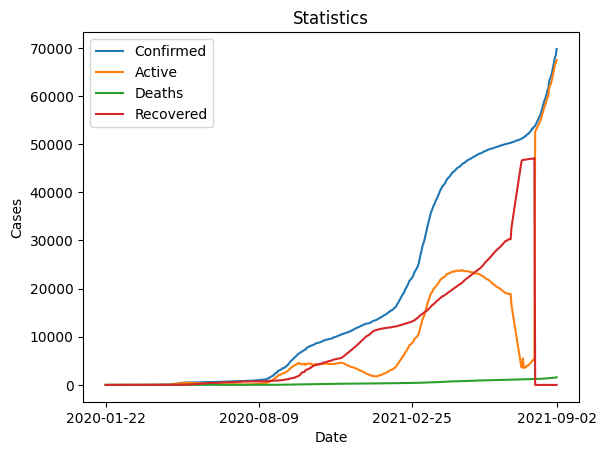 Statistics
Confirmed
Active
Deaths
Recovered
70000
60000
50000
40000
30000
20000
10000
0
Cases
2020-01-22 2020-08-09 2021-02-25 2021-09-02
Date